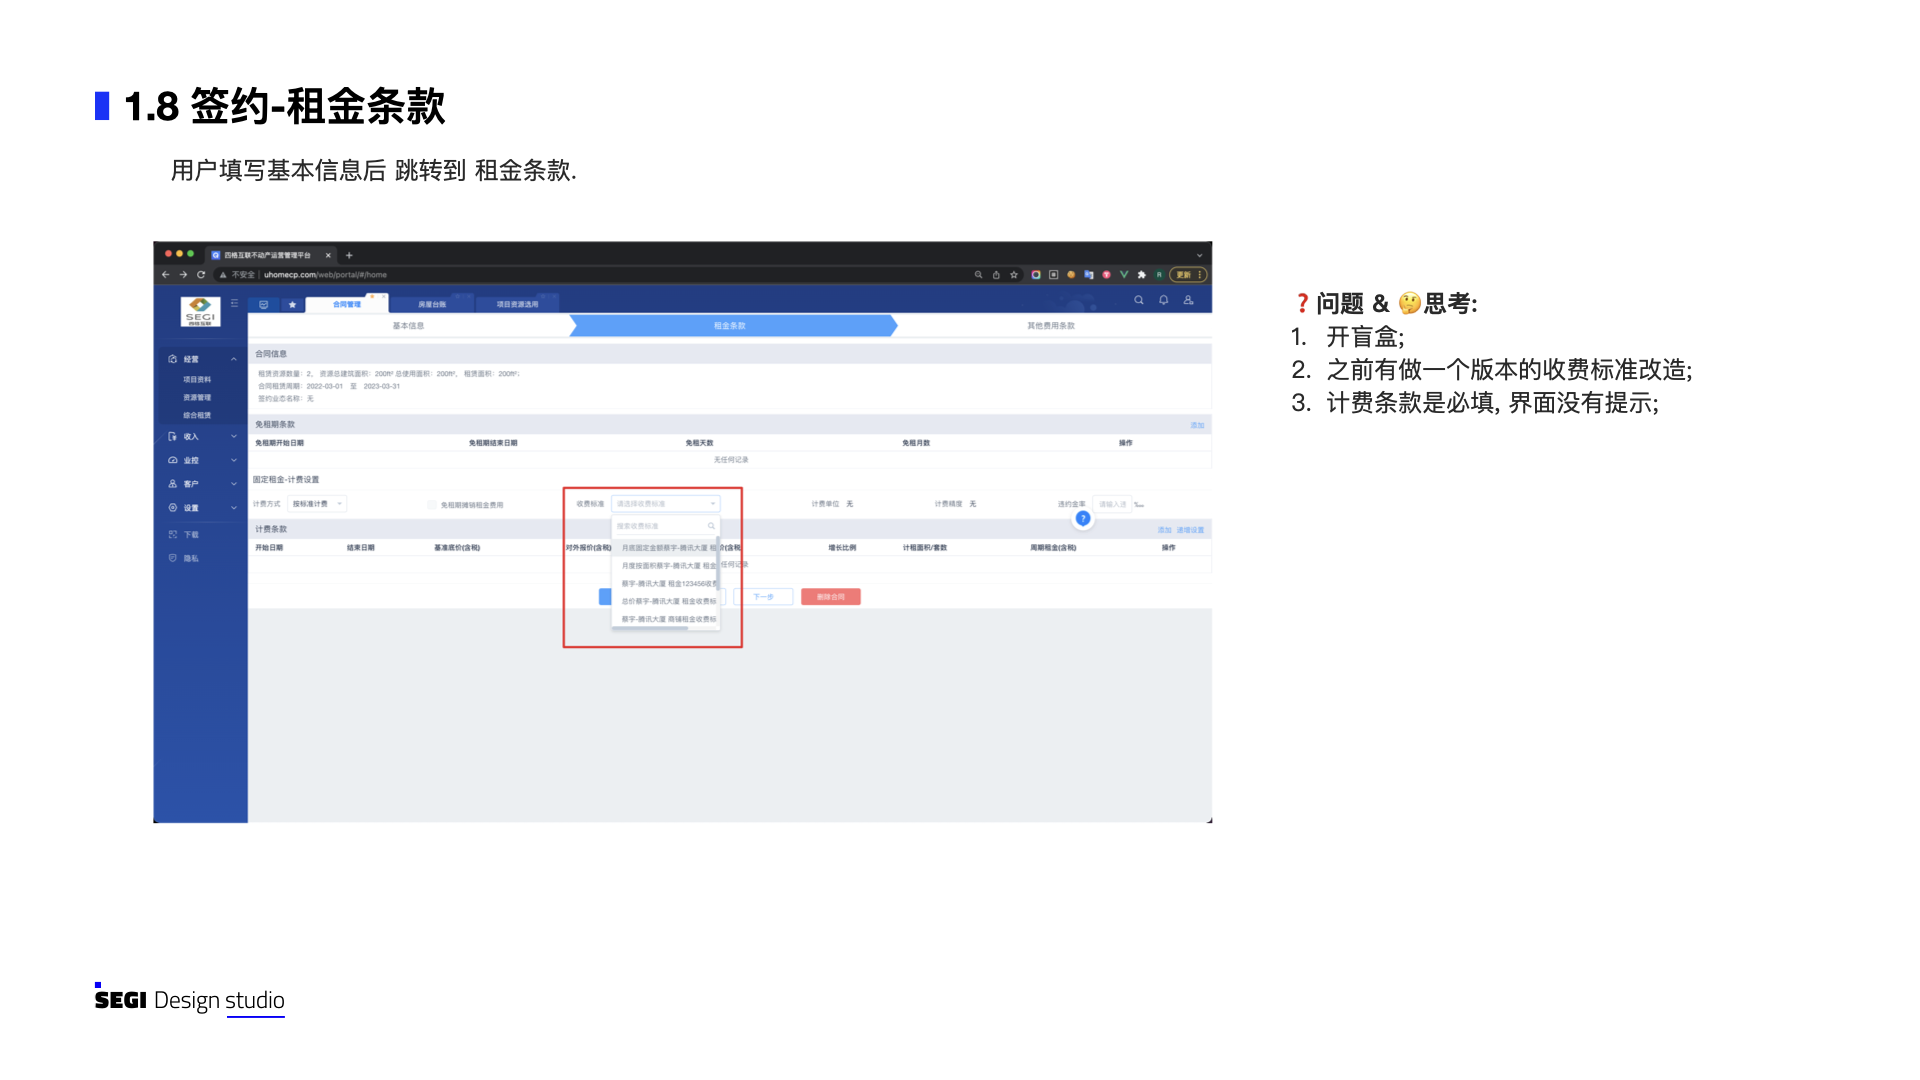 1.8 签约-租金条款
用户填写基本信息后 跳转到 租金条款.
四格互联不动产运营管理平台
不安全 uhomecp.com/web/portal/#/home
更新
SEGI
四格互联
合同管理 房屋台账 项目资源选用
基本信息 租金条款 其他费用条款
经营
项目资料
资源管理
综合租赁
收入
业控
客户
设置
下载
隐私
合同信息
租赁资源数量: 2, 资源总建筑面积: 200m² 总使用面积: 200m², 租赁面积: 200m²;
合同租赁周期: 2022-03-01 至 2023-03-31
签约业态名称: 无
免租期条款 添加
免租期开始日期 免租期结束日期 免租天数 免租月数 操作
无任何记录
固定租金-计费设置
计费方式 按标准计费 免租期摊销租金费用 收费标准 请选择收费标准 计费单位 无 计费精度 无 违约金率 请输入违 ‰
搜索收费标准
计费条款 添加 递增设置
开始日期 结束日期 基准底价(含税) 对外报价(含税) 价(含税) 增长比例 计租面积/套数 周期租金(含税) 操作
月底固定金额蔡宇-腾讯大厦 租
月度按面积蔡宇-腾讯大厦 租金
任何记录
蔡宇-腾讯大厦 租金123456收费
总价蔡宇-腾讯大厦 租金收费标
蔡宇-腾讯大厦 商铺租金收费标
下一步 删除合同
❓问题 & 🤔思考:
1. 开盲盒;
2. 之前有做一个版本的收费标准改造;
3. 计费条款是必填, 界面没有提示;
SEGI Design studio